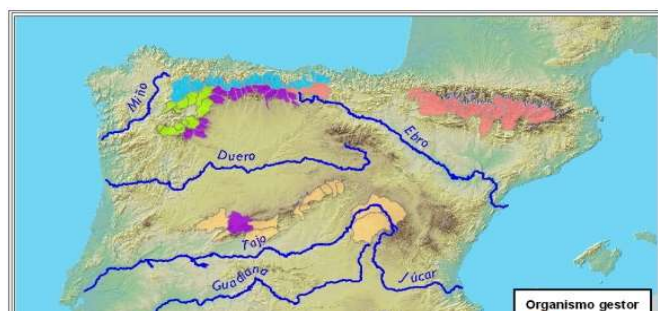 Miño
Ebro
Duero
Tajo
Guadiana
Júcar
Organismo gestor